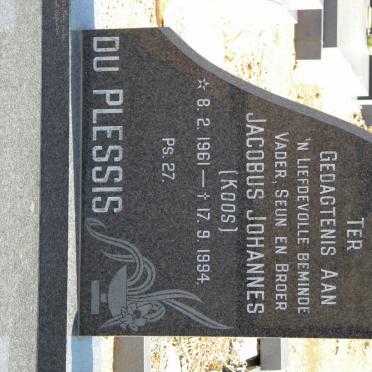 TER
GEDAGTENIS AAN
'N LIEFDEVOLLE BEMINDE
VADER, SEUN EN BROER
JACOBUS JOHANNES
(KOOS)
☆ 8. 2. 1961 — † 17. 9. 1994.
PS. 27.
DU PLESSIS